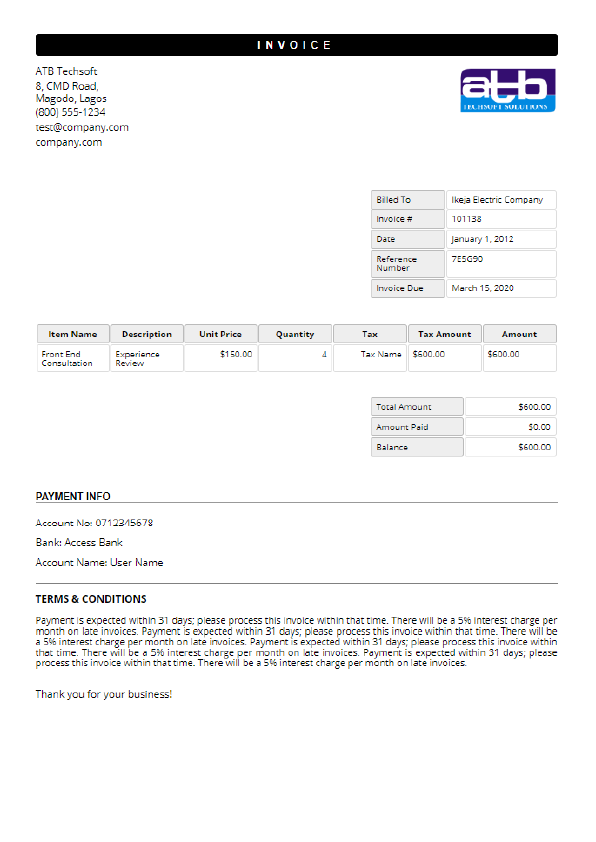 INVOICE
ATB Techsoft
8, CMD Road,
Magodo, Lagos
(800) 555-1234
test@company.com
company.com
atb
TECHSOFT SOLUTIONS
Billed To Ikeja Electric Company
Invoice # 101138
Date January 1, 2012
Reference Number 7E5G90
Invoice Due March 15, 2020
Item Name Description Unit Price Quantity Tax Tax Amount Amount
Front End Consultation Experience Review $150.00 4 Tax Name $600.00 $600.00
Total Amount $600.00
Amount Paid $0.00
Balance $600.00
PAYMENT INFO
Account No: 0712345678
Bank: Access Bank
Account Name: User Name
TERMS & CONDITIONS
Payment is expected within 31 days; please process this invoice within that time. There will be a 5% interest charge per
month on late invoices. Payment is expected within 31 days; please process this invoice within that time. There will be
a 5% interest charge per month on late invoices. Payment is expected within 31 days; please process this invoice within
that time. There will be a 5% interest charge per month on late invoices. Payment is expected within 31 days; please
process this invoice within that time. There will be a 5% interest charge per month on late invoices.
Thank you for your business!